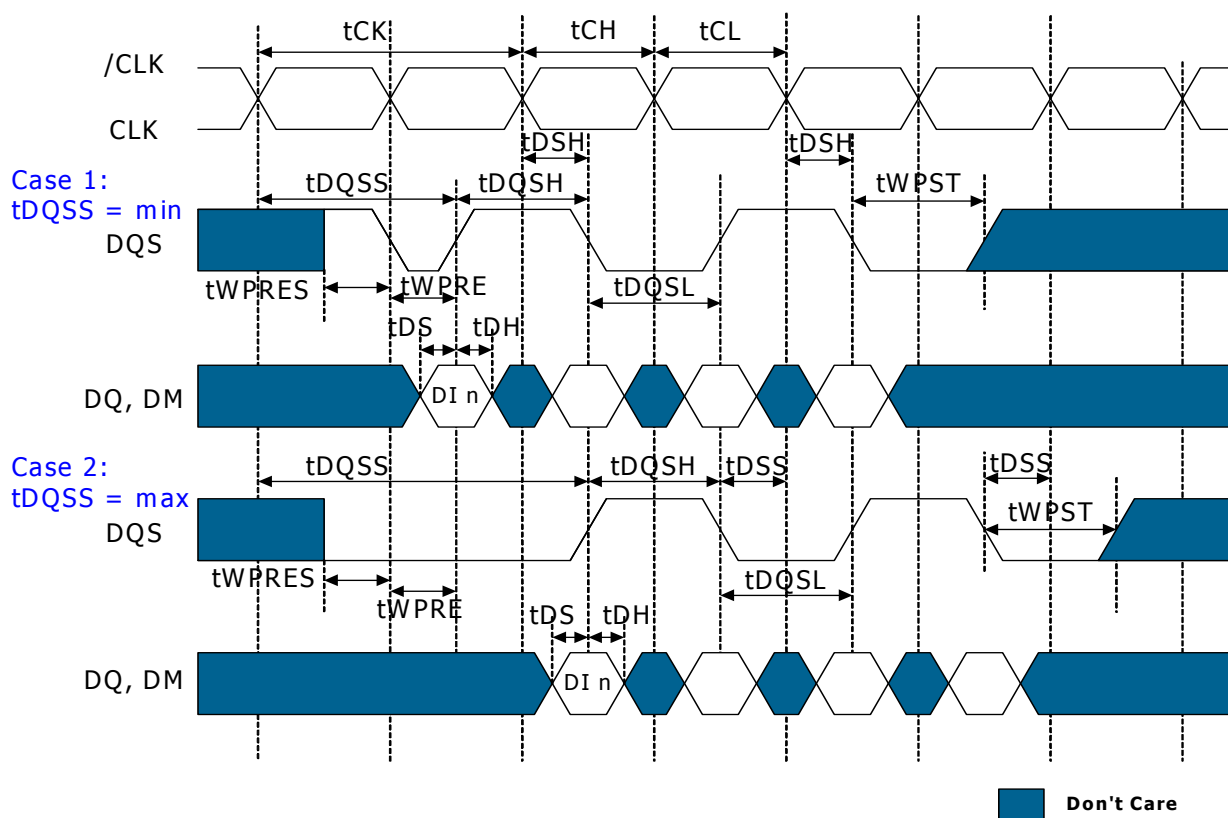 tCK tCH tCL
/CLK
CLK
tDSH tDSH
Case 1:
tDQSS = min
tDQSS tDQSH tWPST
DQS
tWPRES tWPRE tDQSL
tDS tDH
DQ, DM DI n
Case 2:
tDQSS = max
tDQSS tDQSH tDSS tDSS
DQS
tWPST
tWPRES tWPRE tDQSL
tDS tDH
DQ, DM DI n
Don't Care